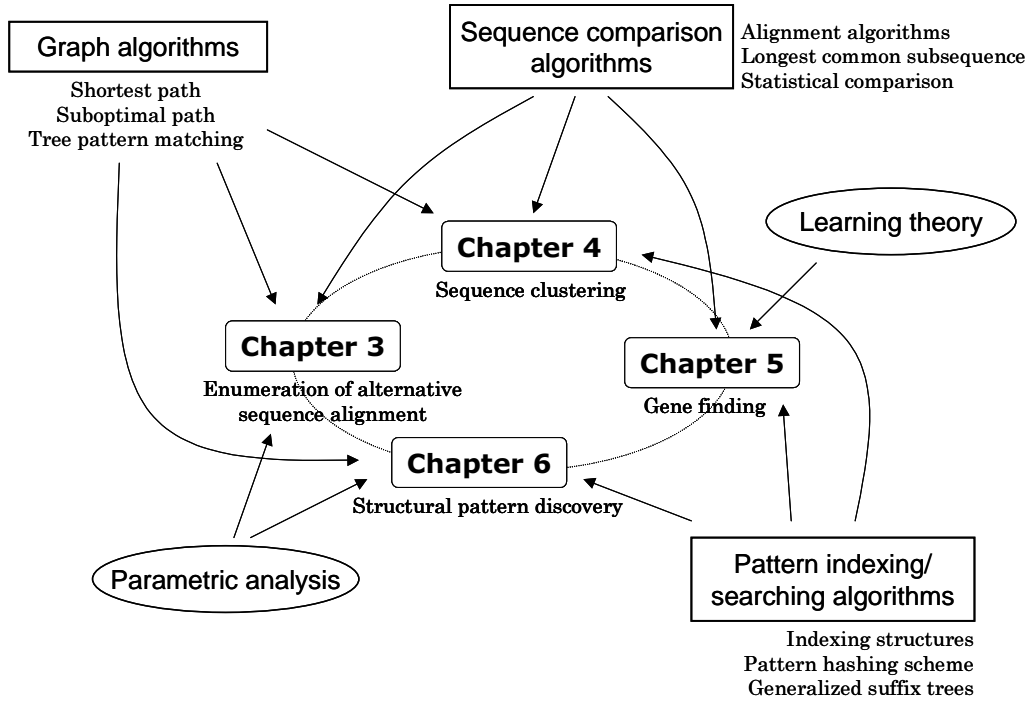 Graph algorithms
Shortest path
Suboptimal path
Tree pattern matching
Sequence comparison
algorithms
Alignment algorithms
Longest common subsequence
Statistical comparison
Learning theory
Chapter 4
Sequence clustering
Chapter 3
Enumeration of alternative
sequence alignment
Chapter 5
Gene finding
Chapter 6
Structural pattern discovery
Parametric analysis
Pattern indexing/
searching algorithms
Indexing structures
Pattern hashing scheme
Generalized suffix trees